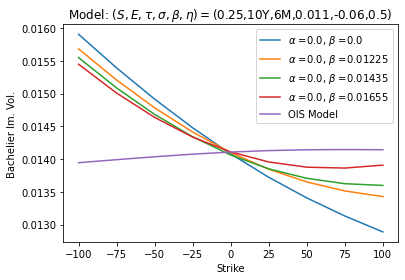 Model: (S, E, τ, σ, β, η) = (0.25,10Y,6M,0.011,-0.06,0.5)
0.0160
0.0155
0.0150
0.0145
0.0140
0.0135
0.0130
Bachelier Im. Vol.
α = 0.0, β = 0.0
α = 0.0, β = 0.01225
α = 0.0, β = 0.01435
α = 0.0, β = 0.01655
OIS Model
−100 −75 −50 −25 0 25 50 75 100
Strike